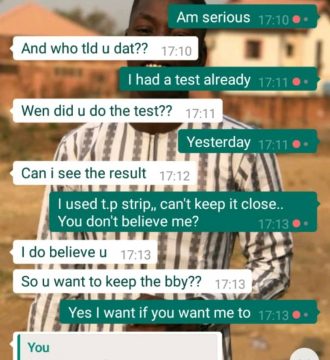 Am serious 17:10
And who tld u dat?? 17:10
I had a test already 17:11
Wen did u do the test?? 17:11
Yesterday 17:11
Can i see the result 17:12
I used t.p strip,, can't keep it close..
You don't believe me? 17:13
I do believe u 17:13
So u want to keep the bby?? 17:13
Yes I want if you want me to 17:13
You